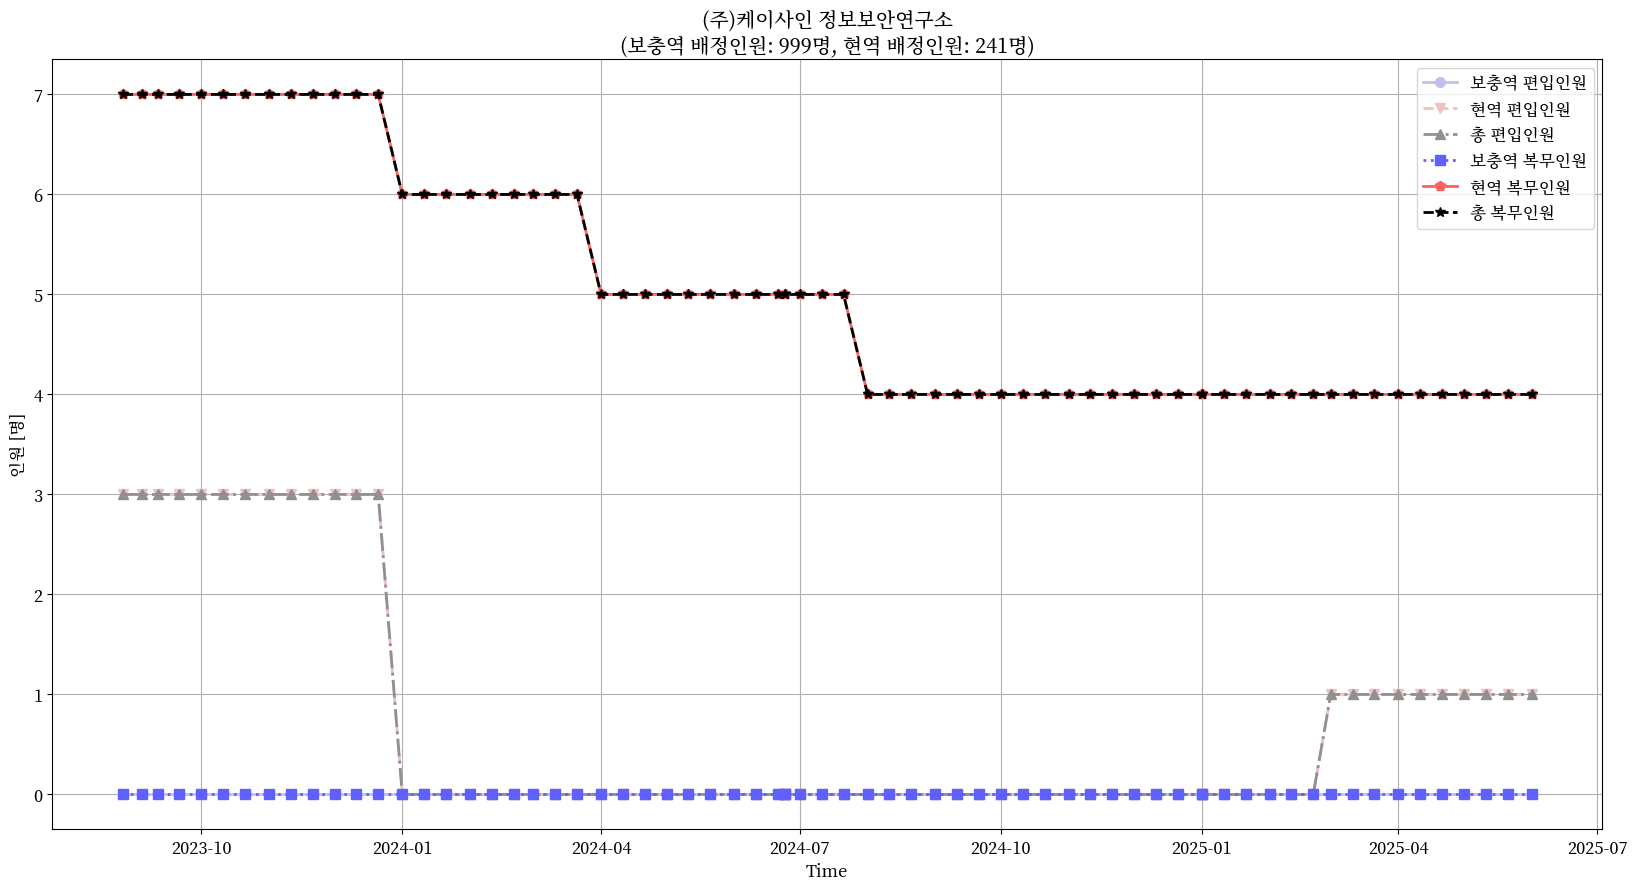 (주)케이사인 정보보안연구소
(보충역 배정인원: 999명, 현역 배정인원: 241명)
보충역 편입인원
현역 편입인원
총 편입인원
보충역 복무인원
현역 복무인원
총 복무인원
인원 [명]
7
6
5
4
3
2
1
0
2023-10
2024-01
2024-04
2024-07
2024-10
2025-01
2025-04
2025-07
Time